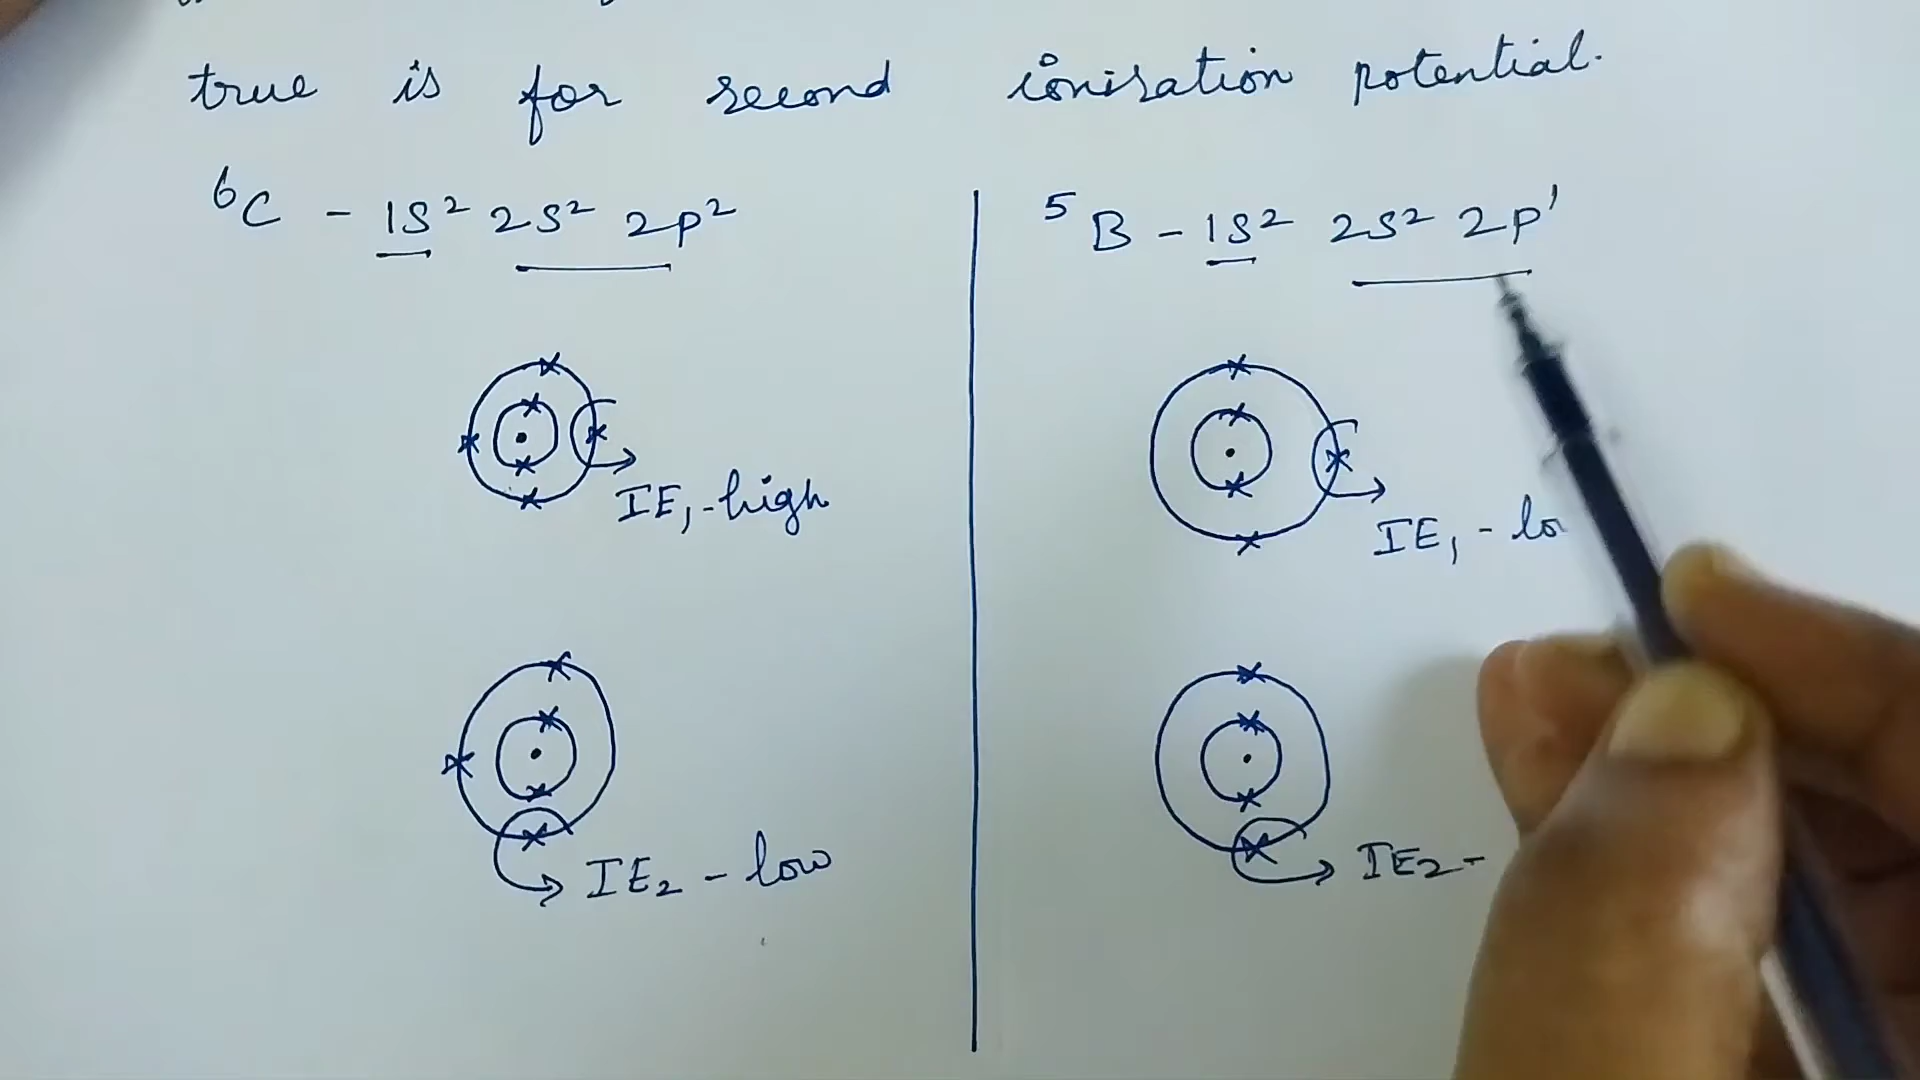 true is for second ionisation potential.
⁶C - 1S² 2S² 2P²
⁵B - 1S² 2S² 2P¹
IE₁ - high
IE₁ - lo
IE₂ - low
IE₂ -